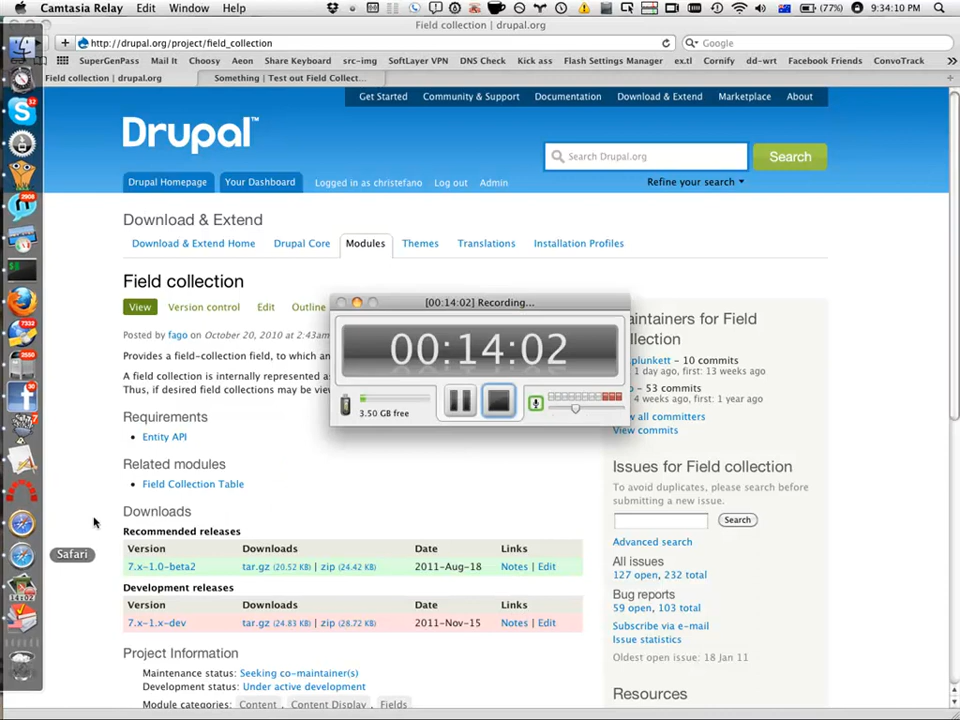 Camtasia Relay Edit Window Help (77%) 9:34:10 PM
Field collection | drupal.org
http://drupal.org/project/field_collection Google
SuperGenPass Mail It Choosy Aeon Share Keyboard src-img SoftLayer VPN DNS Check Kick ass Flash Settings Manager ex.tl Cornify dd-wrt Facebook Friends ConvoTrack
Field collection | drupal.org Something | Test out Field Collect...
Get Started Community & Support Documentation Download & Extend Marketplace About
Drupal™
Search Drupal.org Search
Drupal Homepage Your Dashboard Logged in as christefano Log out Admin Refine your search
Download & Extend
Download & Extend Home Drupal Core Modules Themes Translations Installation Profiles
Field collection
View Version control Edit Outline
[00:14:02] Recording...
00:14:02
3.50 GB free
Posted by fago on October 20, 2010 at 2:43am
Provides a field-collection field, to which an
A field collection is internally represented as
Thus, if desired field collections may be view
Requirements
Entity API
Related modules
Field Collection Table
Downloads
Recommended releases
Version Downloads Date Links
7.x-1.0-beta2 tar.gz (20.52 KB) | zip (24.42 KB) 2011-Aug-18 Notes | Edit
Development releases
Version Downloads Date Links
7.x-1.x-dev tar.gz (24.83 KB) | zip (28.72 KB) 2011-Nov-15 Notes | Edit
Project Information
Maintenance status: Seeking co-maintainer(s)
Development status: Under active development
Module categories: Content , Content Display , Fields
Safari
14:02
aintainers for Field
llection
plunkett - 10 commits
1 day ago, first: 13 weeks ago
o - 53 commits
4 weeks ago, first: 1 year ago
w all committers
View commits
Issues for Field collection
To avoid duplicates, please search before
submitting a new issue.
Search
Advanced search
All issues
127 open, 232 total
Bug reports
59 open, 103 total
Subscribe via e-mail
Issue statistics
Oldest open issue: 18 Jan 11
Resources